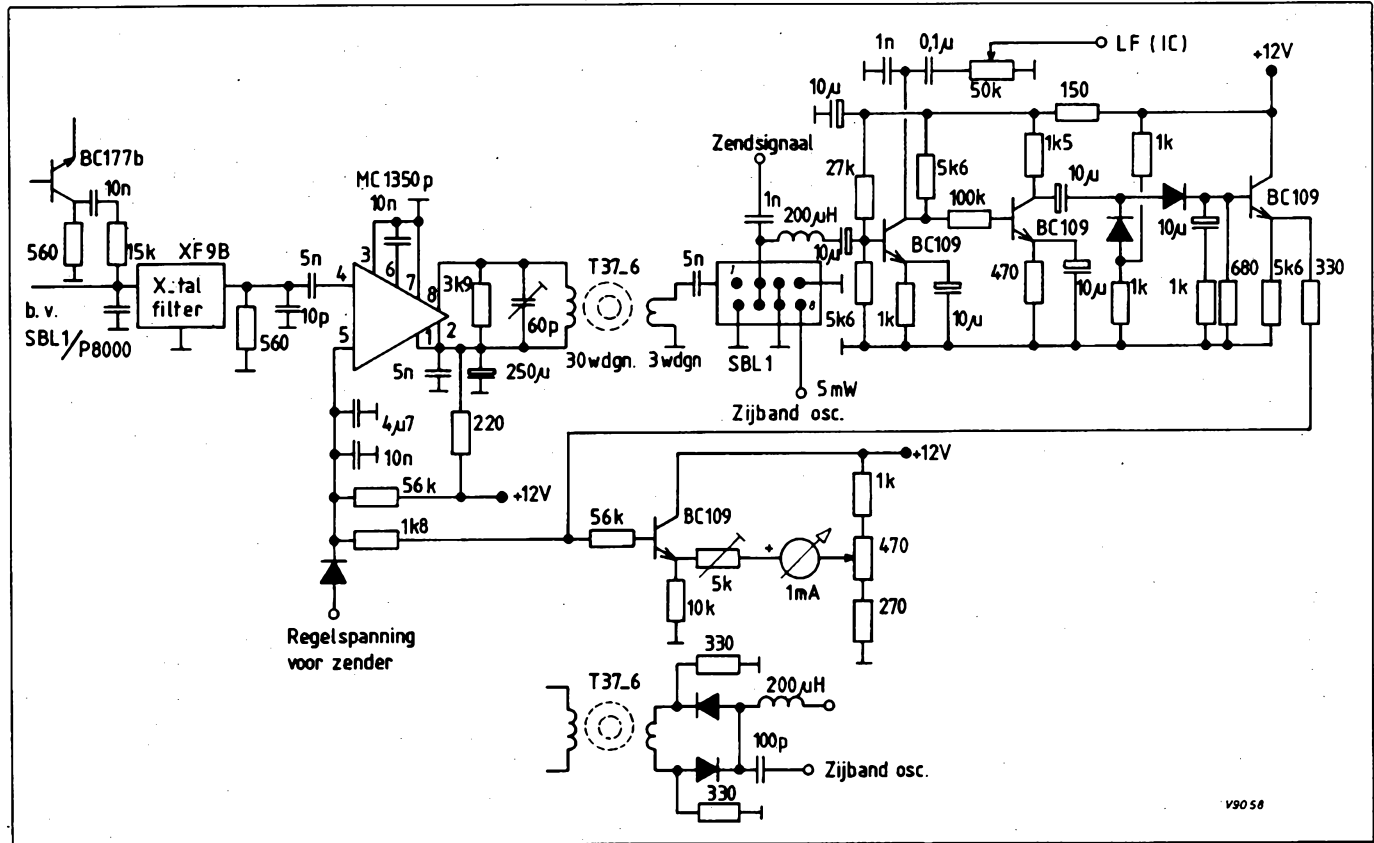 1n
0,1µ
LF (IC)
+12V
50k
10µ
150
BC177b
10n
Zendsignaal
MC1350p
10n
27k
5k6
1k5
1k
1n
200µH
100k
10µ
BC109
560
15k
XF9B
5n
4
3
6
7
8
3k9
T37_6
5n
10µ
BC109
BC109
10µ
X_tal
filter
60p
1
8
470
10µ
1k
680
5k6
330
b.v.
SBL1/P8000
560
10p
5
1
2
5n
250µ
30wdgn.
3wdgn
SBL1
5k6
1k
10µ
1k
5mW
Zijband osc.
4µ7
220
10n
56k
+12V
+12V
1k
1k8
56k
BC109
470
+
5k
1mA
10k
270
Regelspanning
voor zender
330
T37_6
200µH
100p
Zijband osc.
330
V9058